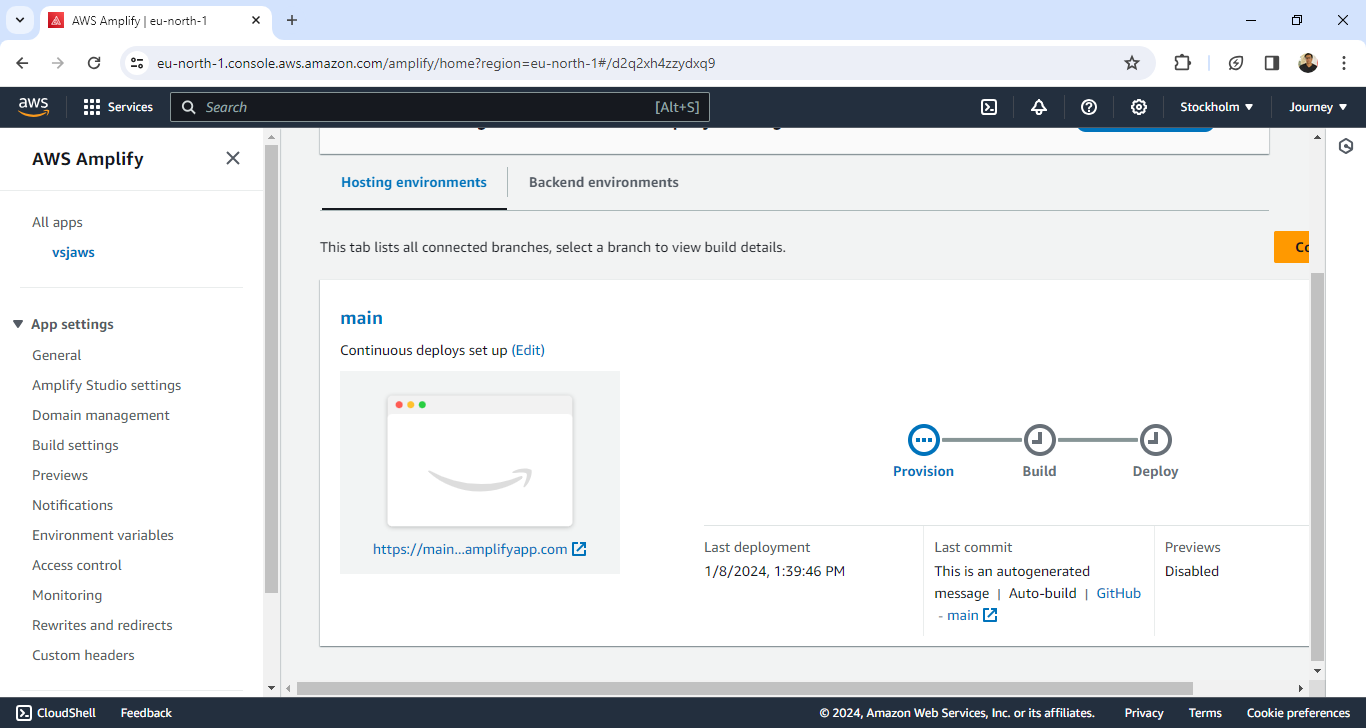 AWS Amplify | eu-north-1
eu-north-1.console.aws.amazon.com/amplify/home?region=eu-north-1#/d2q2xh4zzydxq9
aws
Services
Search
[Alt+S]
Stockholm
Journey
AWS Amplify
All apps
vsjaws
App settings
General
Amplify Studio settings
Domain management
Build settings
Previews
Notifications
Environment variables
Access control
Monitoring
Rewrites and redirects
Custom headers
Hosting environments
Backend environments
This tab lists all connected branches, select a branch to view build details.
main
Continuous deploys set up (Edit)
https://main...amplifyapp.com
Provision
Build
Deploy
Last deployment
1/8/2024, 1:39:46 PM
Last commit
This is an autogenerated
message | Auto-build | GitHub
- main
Previews
Disabled
CloudShell
Feedback
© 2024, Amazon Web Services, Inc. or its affiliates.
Privacy
Terms
Cookie preferences